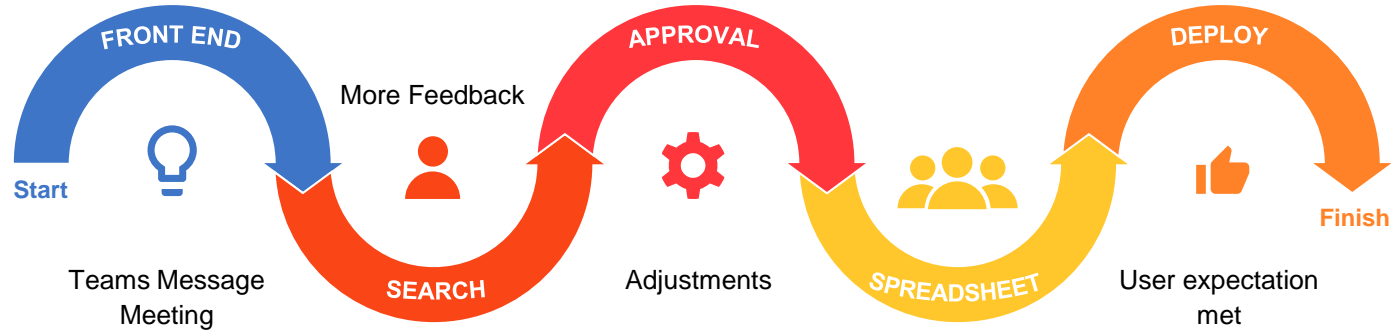 FRONT END
APPROVAL
DEPLOY
More Feedback
Start
Finish
Teams Message
Meeting
SEARCH
Adjustments
SPREADSHEET
User expectation
met